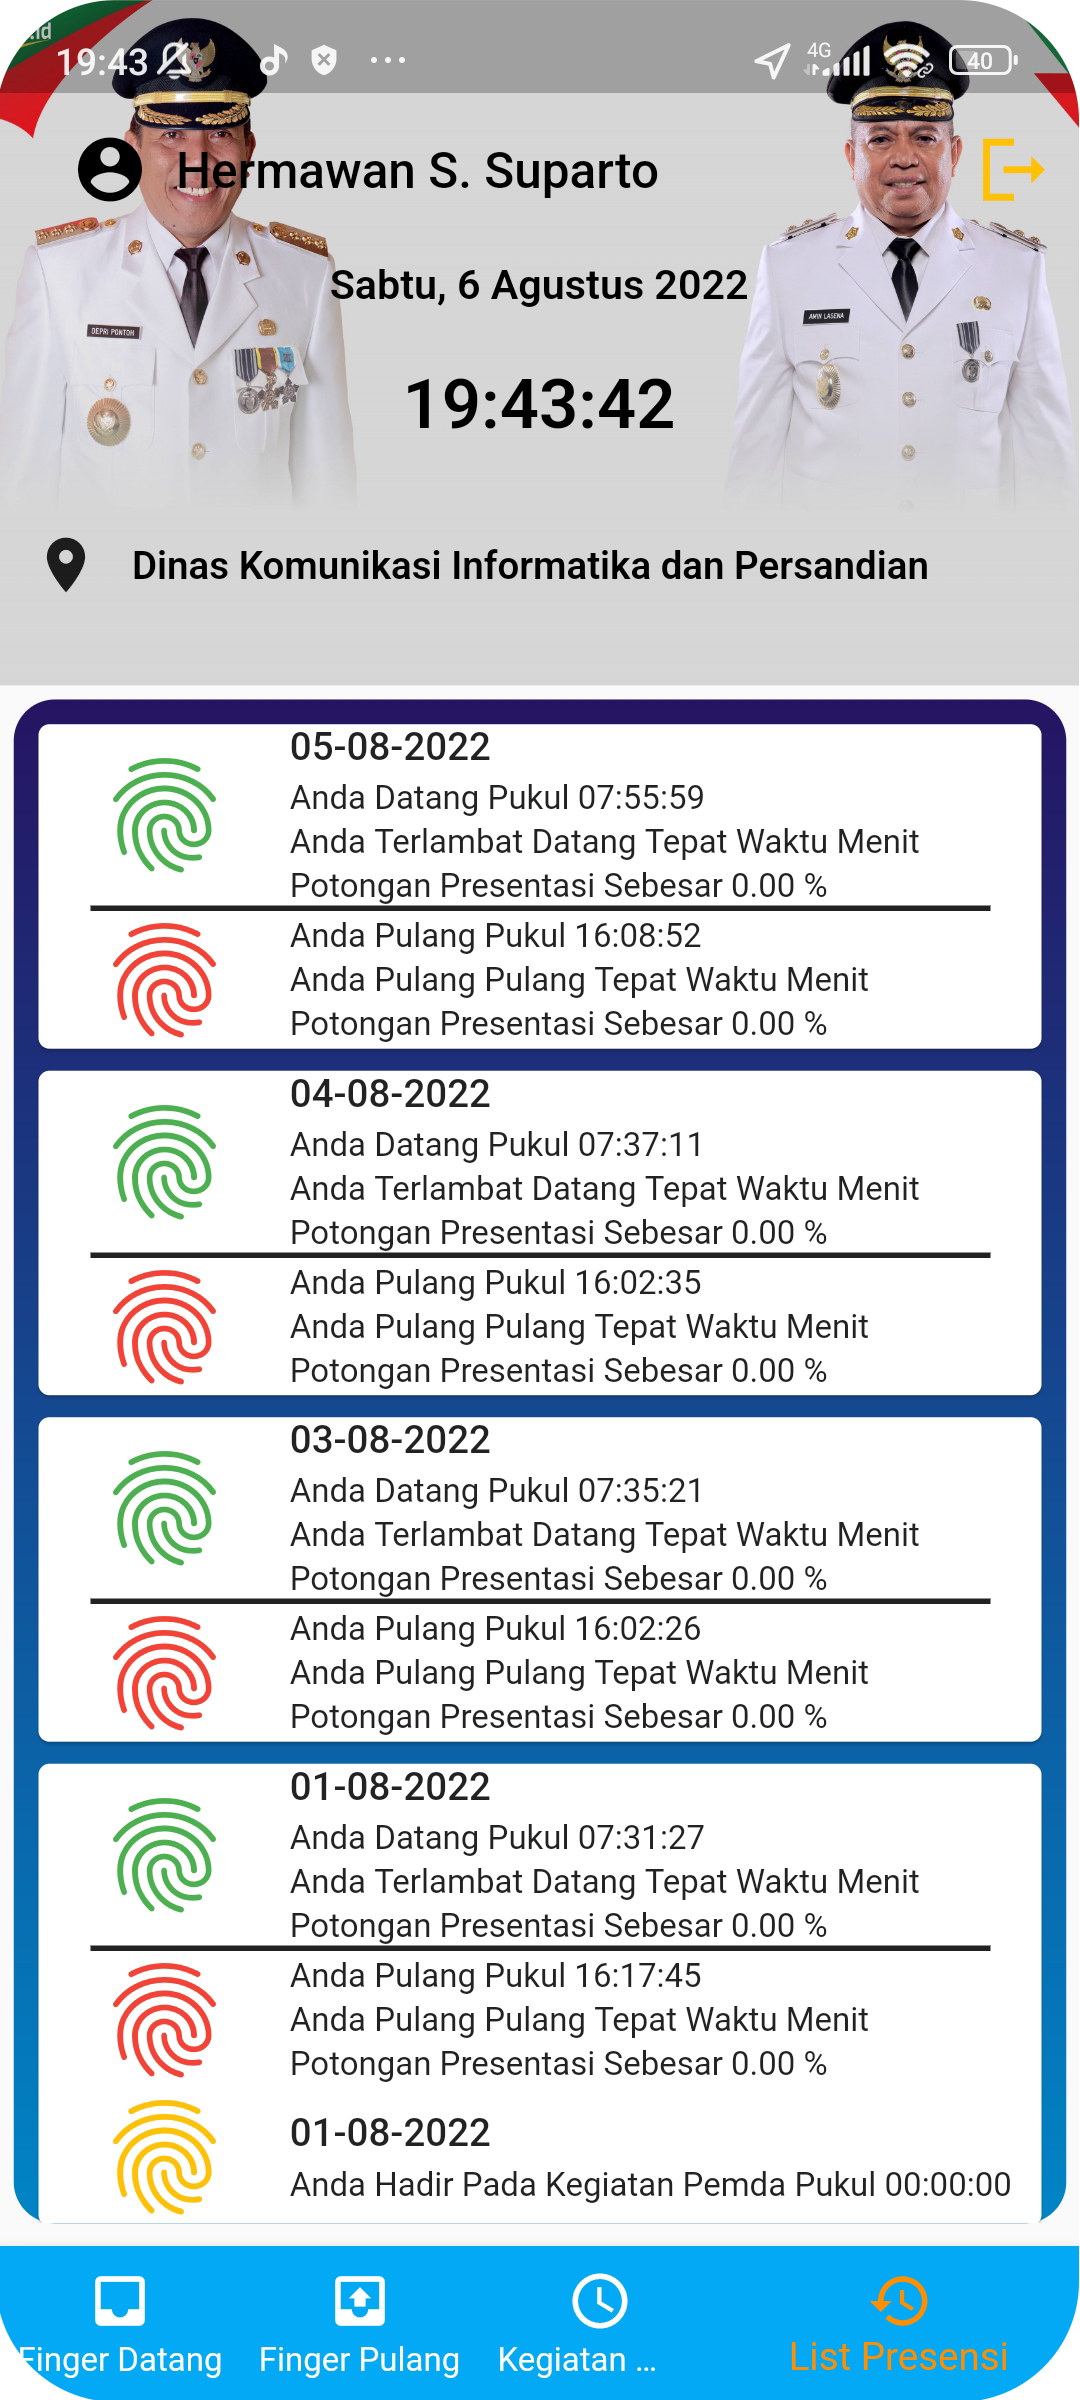 .id
19:43
4G
40
Hermawan S. Suparto
Sabtu, 6 Agustus 2022
DEPRI PONTOH
AMIN LASENA
19:43:42
Dinas Komunikasi Informatika dan Persandian
05-08-2022
Anda Datang Pukul 07:55:59
Anda Terlambat Datang Tepat Waktu Menit
Potongan Presentasi Sebesar 0.00 %
Anda Pulang Pukul 16:08:52
Anda Pulang Pulang Tepat Waktu Menit
Potongan Presentasi Sebesar 0.00 %
04-08-2022
Anda Datang Pukul 07:37:11
Anda Terlambat Datang Tepat Waktu Menit
Potongan Presentasi Sebesar 0.00 %
Anda Pulang Pukul 16:02:35
Anda Pulang Pulang Tepat Waktu Menit
Potongan Presentasi Sebesar 0.00 %
03-08-2022
Anda Datang Pukul 07:35:21
Anda Terlambat Datang Tepat Waktu Menit
Potongan Presentasi Sebesar 0.00 %
Anda Pulang Pukul 16:02:26
Anda Pulang Pulang Tepat Waktu Menit
Potongan Presentasi Sebesar 0.00 %
01-08-2022
Anda Datang Pukul 07:31:27
Anda Terlambat Datang Tepat Waktu Menit
Potongan Presentasi Sebesar 0.00 %
Anda Pulang Pukul 16:17:45
Anda Pulang Pulang Tepat Waktu Menit
Potongan Presentasi Sebesar 0.00 %
01-08-2022
Anda Hadir Pada Kegiatan Pemda Pukul 00:00:00
Finger Datang
Finger Pulang
Kegiatan ...
List Presensi